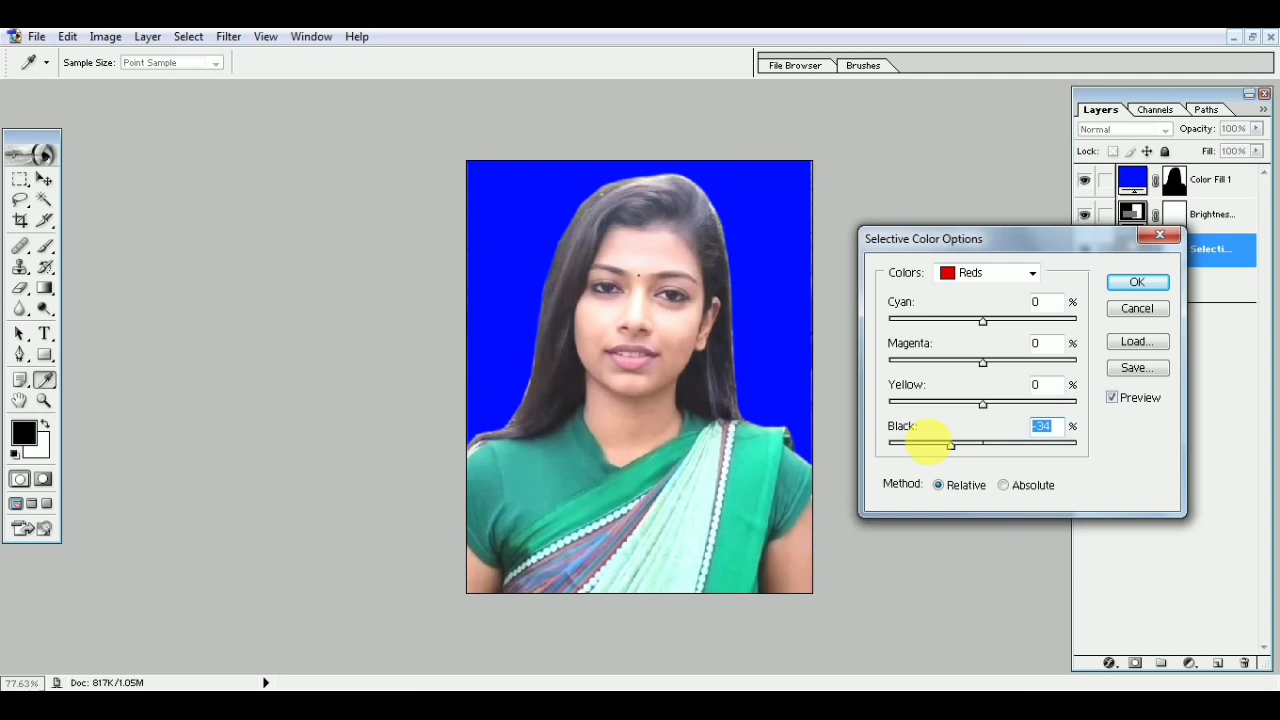 File Edit Image Layer Select Filter View Window Help
Sample Size: Point Sample
File Browser Brushes
Layers Channels Paths
Normal Opacity: 100%
Lock: Fill: 100%
Color Fill 1
Brightnes...
Selecti...
Selective Color Options
Colors: Reds
OK
Cyan: 0 %
Cancel
Magenta: 0 %
Load...
Save...
Yellow: 0 %
Preview
Black: -34 %
Method: Relative Absolute
T
77.63% Doc: 817K/1.05M